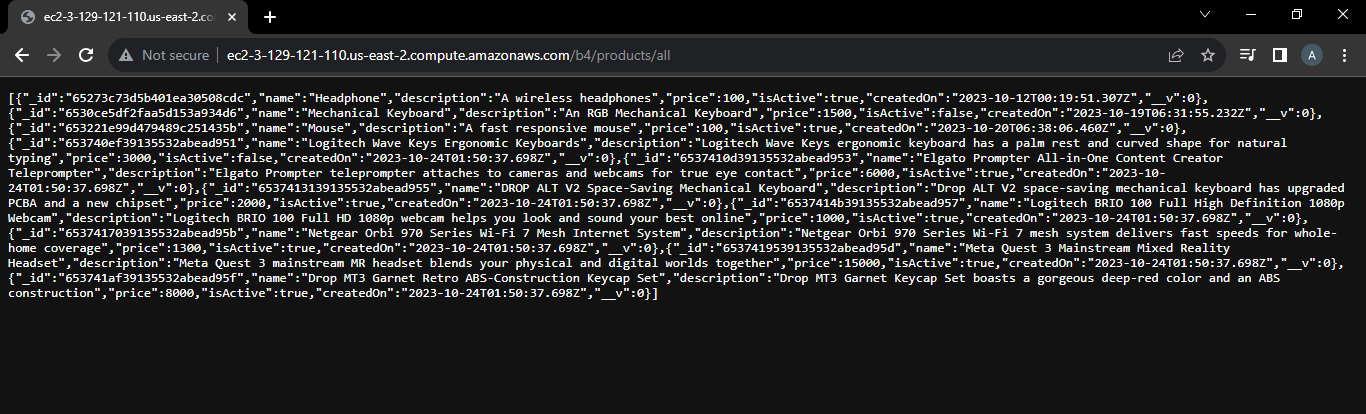 ec2-3-129-121-110.us-east-2.co
Not secure
ec2-3-129-121-110.us-east-2.compute.amazonaws.com/b4/products/all
A
[{"_id":"65273c73d5b401ea30508cdc","name":"Headphone","description":"A wireless headphones","price":100,"isActive":true,"createdOn":"2023-10-12T00:19:51.307Z","__v":0},
{"_id":"6530ce5df2faa5d153a934d6","name":"Mechanical Keyboard","description":"An RGB Mechanical Keyboard","price":1500,"isActive":false,"createdOn":"2023-10-19T06:31:55.232Z","__v":0},
{"_id":"653221e99d479489c251435b","name":"Mouse","description":"A fast responsive mouse","price":100,"isActive":true,"createdOn":"2023-10-20T06:38:06.460Z","__v":0},
{"_id":"653740ef39135532abead951","name":"Logitech Wave Keys Ergonomic Keyboards","description":"Logitech Wave Keys ergonomic keyboard has a palm rest and curved shape for natural
typing","price":3000,"isActive":false,"createdOn":"2023-10-24T01:50:37.698Z","__v":0},{"_id":"6537410d39135532abead953","name":"Elgato Prompter All-in-One Content Creator
Teleprompter","description":"Elgato Prompter teleprompter attaches to cameras and webcams for true eye contact","price":6000,"isActive":true,"createdOn":"2023-10-
24T01:50:37.698Z","__v":0},{"_id":"6537413139135532abead955","name":"DROP ALT V2 Space-Saving Mechanical Keyboard","description":"Drop ALT V2 space-saving mechanical keyboard has upgraded
PCBA and a new chipset","price":2000,"isActive":true,"createdOn":"2023-10-24T01:50:37.698Z","__v":0},{"_id":"6537414b39135532abead957","name":"Logitech BRIO 100 Full High Definition 1080p
Webcam","description":"Logitech BRIO 100 Full HD 1080p webcam helps you look and sound your best online","price":1000,"isActive":true,"createdOn":"2023-10-24T01:50:37.698Z","__v":0},
{"_id":"6537417039135532abead95b","name":"Netgear Orbi 970 Series Wi-Fi 7 Mesh Internet System","description":"Netgear Orbi 970 Series Wi-Fi 7 mesh system delivers fast speeds for whole-
home coverage","price":1300,"isActive":true,"createdOn":"2023-10-24T01:50:37.698Z","__v":0},{"_id":"6537419539135532abead95d","name":"Meta Quest 3 Mainstream Mixed Reality
Headset","description":"Meta Quest 3 mainstream MR headset blends your physical and digital worlds together","price":15000,"isActive":true,"createdOn":"2023-10-24T01:50:37.698Z","__v":0},
{"_id":"653741af39135532abead95f","name":"Drop MT3 Garnet Retro ABS-Construction Keycap Set","description":"Drop MT3 Garnet Keycap Set boasts a gorgeous deep-red color and an ABS
construction","price":8000,"isActive":true,"createdOn":"2023-10-24T01:50:37.698Z","__v":0}]